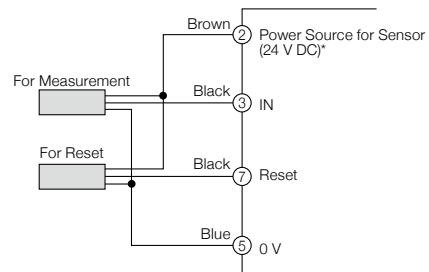 Brown
2
Power Source for Sensor
(24 V DC)*
For Measurement
Black
3
IN
For Reset
Black
7
Reset
Blue
5
0 V